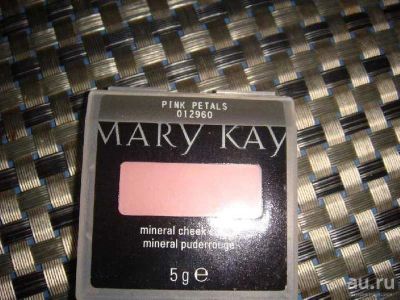 PINK PETALS
012960
MARY KAY
mineral cheek
mineral puderrouge
5g e
au.ru